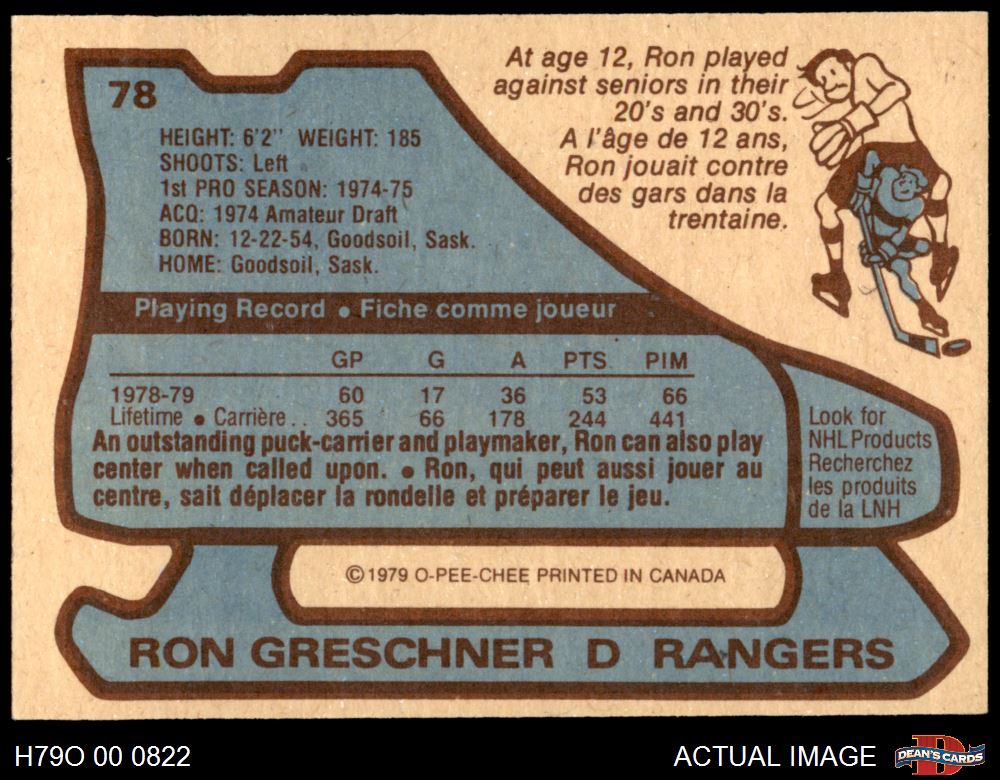 78
At age 12, Ron played
against seniors in their
20's and 30's.
A l'âge de 12 ans,
Ron jouait contre
des gars dans la
trentaine.
HEIGHT: 6'2" WEIGHT: 185
SHOOTS: Left
1st PRO SEASON: 1974-75
ACQ: 1974 Amateur Draft
BORN: 12-22-54, Goodsoil, Sask.
HOME: Goodsoil, Sask.
Playing Record • Fiche comme joueur
GP G A PTS PIM
1978-79 60 17 36 53 66
Lifetime • Carrière.. 365 66 178 244 441
An outstanding puck-carrier and playmaker, Ron can also play
center when called upon. • Ron, qui peut aussi jouer au
centre, sait déplacer la rondelle et préparer le jeu.
Look for
NHL Products
Recherchez
les produits
de la LNH
©1979 O-PEE-CHEE PRINTED IN CANADA
RON GRESCHNER D RANGERS
H79O 00 0822
ACTUAL IMAGE
D
DEAN'S CARDS